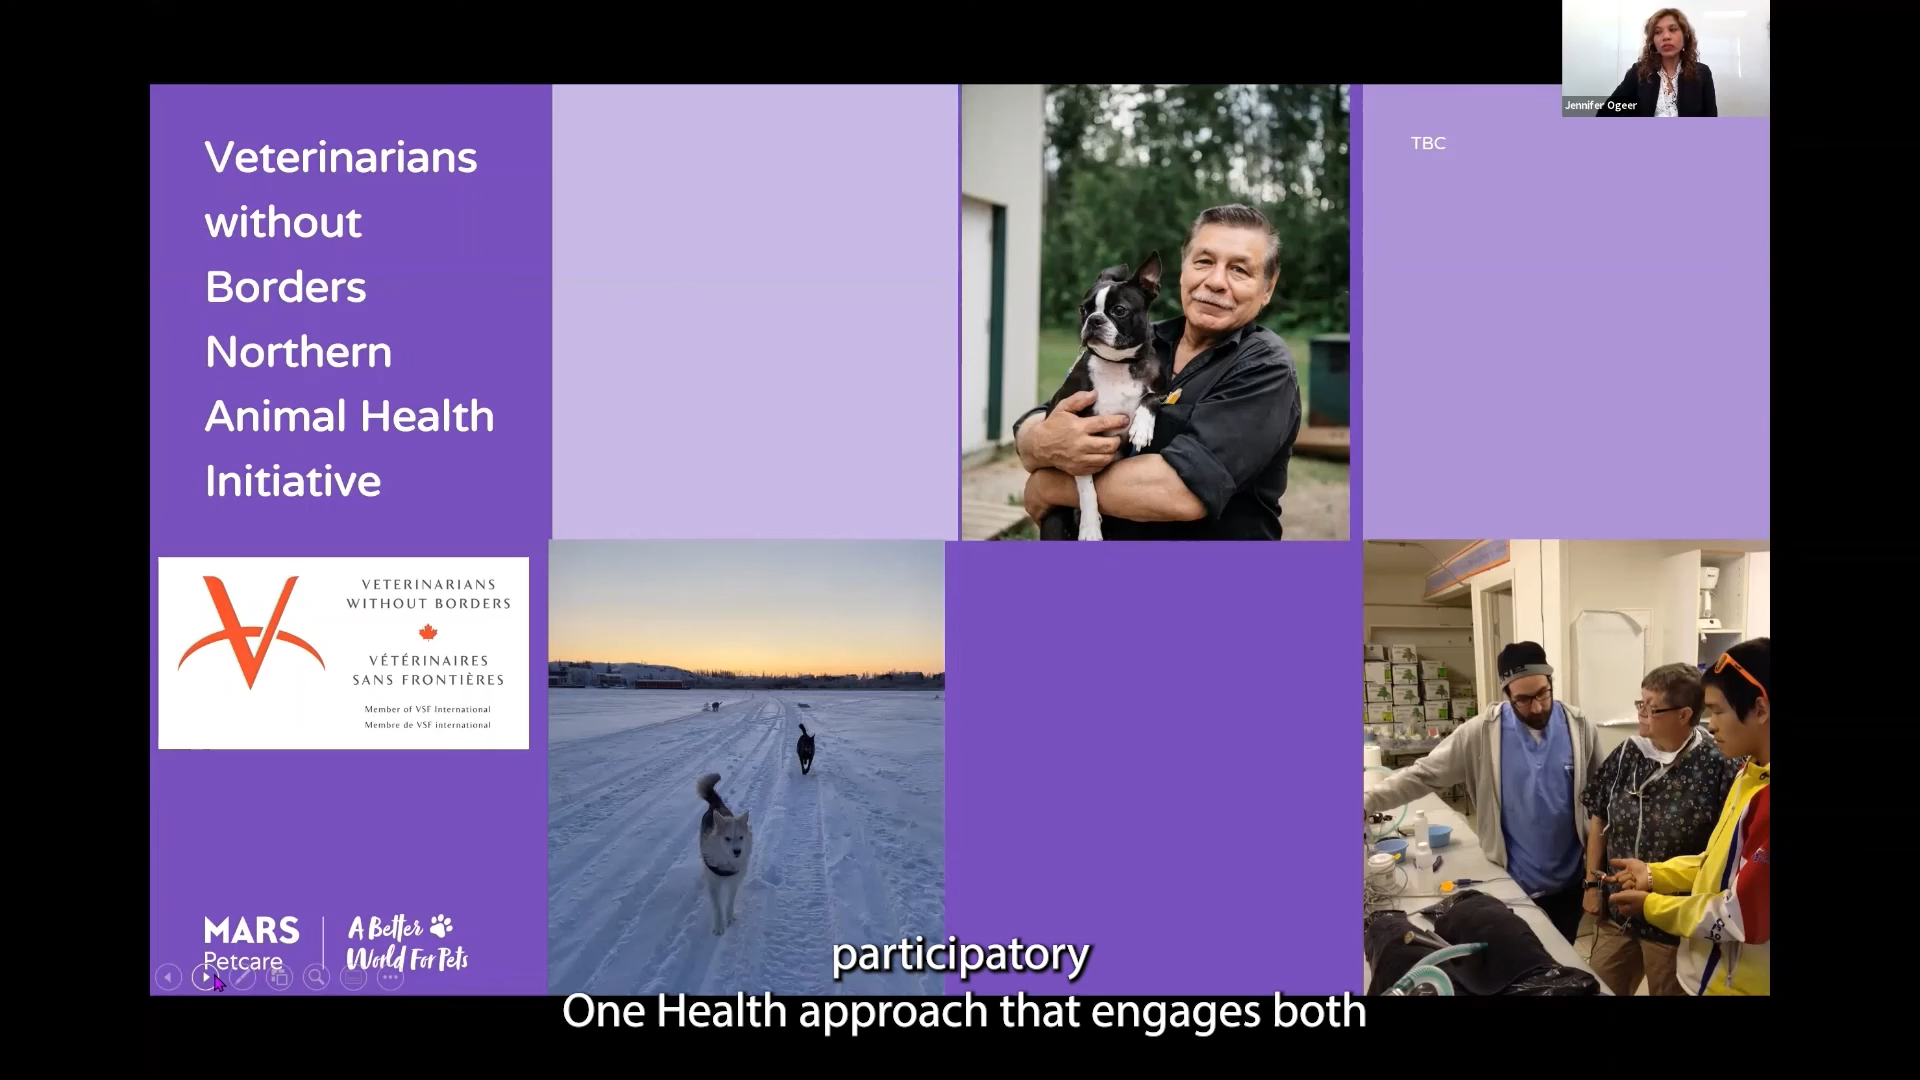 Jennifer Ogeer
Veterinarians
without
Borders
Northern
Animal Health
Initiative
TBC
VETERINARIANS
WITHOUT BORDERS
VÉTÉRINAIRES
SANS FRONTIÈRES
Member of VSF International
Membre de VSF international
MARS
Petcare
A Better
World For Pets
participatory
One Health approach that engages both